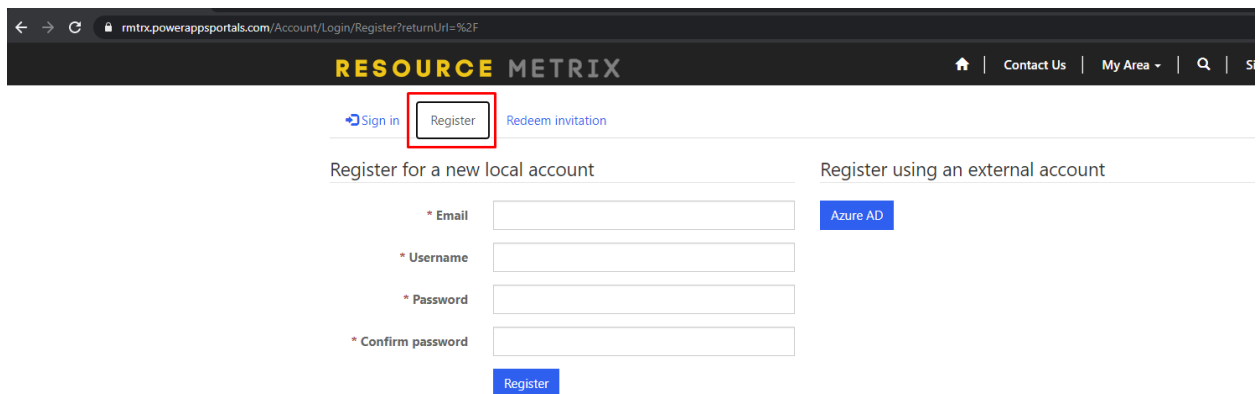 rmtrx.powerappsportals.com/Account/Login/Register?returnUrl=%2F
RESOURCE METRIX
Contact Us | My Area | Si
Sign in Register Redeem invitation
Register for a new local account
* Email
* Username
* Password
* Confirm password
Register
Register using an external account
Azure AD